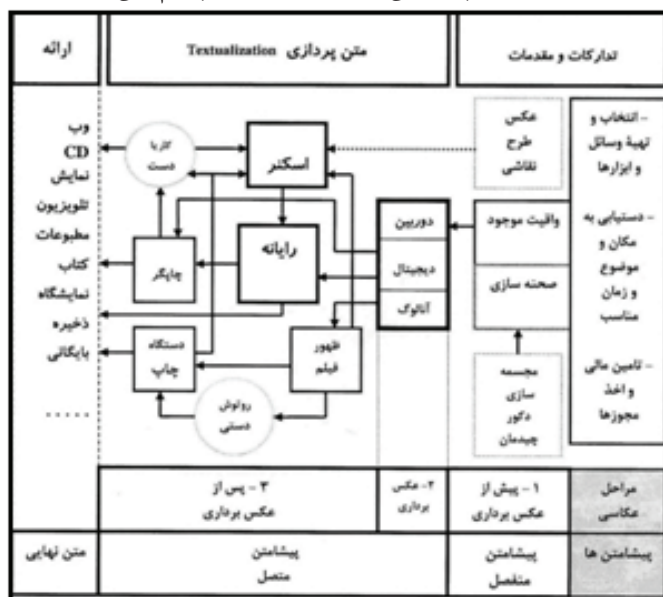 تدارکات و مقدمات
متن پردازی Textualization
ارائه
- انتخاب و
تهیهٔ وسائل
و ابزارها
- دستیابی به
مکان و
موضوع
و زمان
مناسب
- تامین مالی
و اخذ
مجوزها
عکس
طرح
نقاشی
واقیت موجود
صحنه سازی
مجسمه
سازی
دکور
چیدمان
دوربین
دیجیتال
آنالوگ
اسکنر
رایانه
ظهور
فیلم
کار با
دست
چاپگر
دستگاه
چاپ
روتوش
دستی
وب
CD
نمایش
تلویزیون
مطبوعات
کتاب
نمایشگاه
ذخیره
بایگانی
.....
مراحل
عکاسی
۱ - پیش از
عکس برداری
۲- عکس
برداری
۳ - پس از
عکس برداری
پیشامتن ها
پیشامتن
منفصل
پیشامتن
متصل
متن نهایی